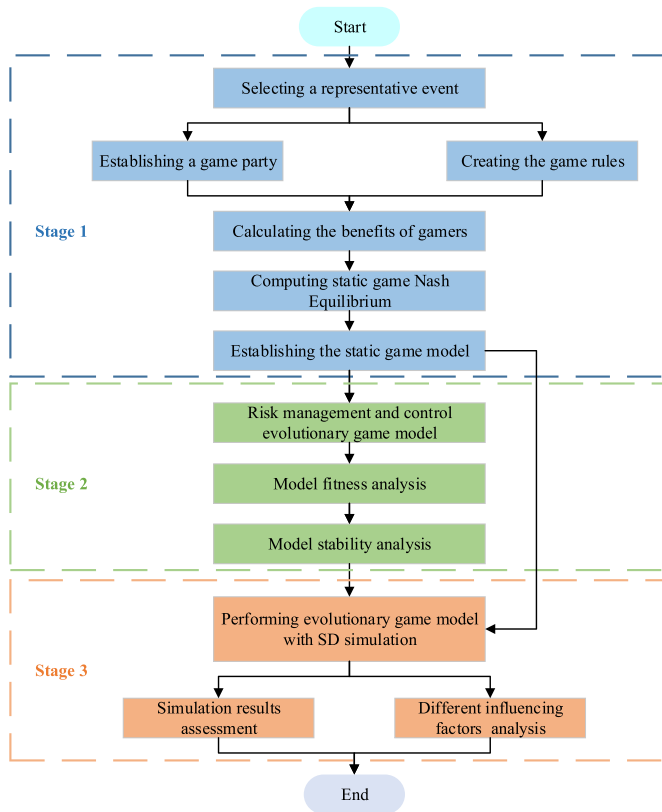 Start
Selecting a representative event
Establishing a game party
Creating the game rules
Stage 1
Calculating the benefits of gamers
Computing static game Nash
Equilibrium
Establishing the static game model
Risk management and control
evolutionary game model
Stage 2
Model fitness analysis
Model stability analysis
Performing evolutionary game model
with SD simulation
Stage 3
Simulation results
assessment
Different influencing
factors analysis
End